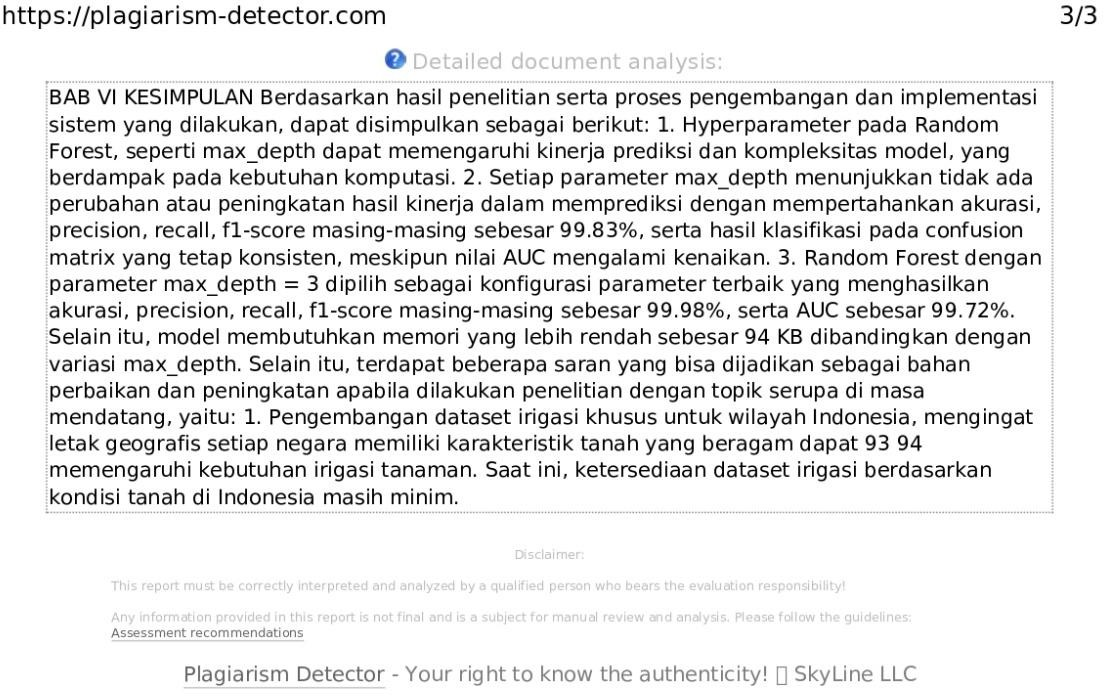 https://plagiarism-detector.com 3/3
Detailed document analysis:
BAB VI KESIMPULAN Berdasarkan hasil penelitian serta proses pengembangan dan implementasi
sistem yang dilakukan, dapat disimpulkan sebagai berikut: 1. Hyperparameter pada Random
Forest, seperti max_depth dapat memengaruhi kinerja prediksi dan kompleksitas model, yang
berdampak pada kebutuhan komputasi. 2. Setiap parameter max_depth menunjukkan tidak ada
perubahan atau peningkatan hasil kinerja dalam memprediksi dengan mempertahankan akurasi,
precision, recall, f1-score masing-masing sebesar 99.83%, serta hasil klasifikasi pada confusion
matrix yang tetap konsisten, meskipun nilai AUC mengalami kenaikan. 3. Random Forest dengan
parameter max_depth = 3 dipilih sebagai konfigurasi parameter terbaik yang menghasilkan
akurasi, precision, recall, f1-score masing-masing sebesar 99.98%, serta AUC sebesar 99.72%.
Selain itu, model membutuhkan memori yang lebih rendah sebesar 94 KB dibandingkan dengan
variasi max_depth. Selain itu, terdapat beberapa saran yang bisa dijadikan sebagai bahan
perbaikan dan peningkatan apabila dilakukan penelitian dengan topik serupa di masa
mendatang, yaitu: 1. Pengembangan dataset irigasi khusus untuk wilayah Indonesia, mengingat
letak geografis setiap negara memiliki karakteristik tanah yang beragam dapat 93 94
memengaruhi kebutuhan irigasi tanaman. Saat ini, ketersediaan dataset irigasi berdasarkan
kondisi tanah di Indonesia masih minim.
Disclaimer:
This report must be correctly interpreted and analyzed by a qualified person who bears the evaluation responsibility!
Any information provided in this report is not final and is a subject for manual review and analysis. Please follow the guidelines:
Assessment recommendations
Plagiarism Detector - Your right to know the authenticity! ▯ SkyLine LLC